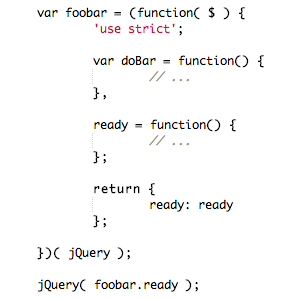 var foobar = (function( $ ) {
'use strict';
var doBar = function() {
// ...
},
ready = function() {
// ...
};
return {
ready: ready
};
})( jQuery );
jQuery( foobar.ready );